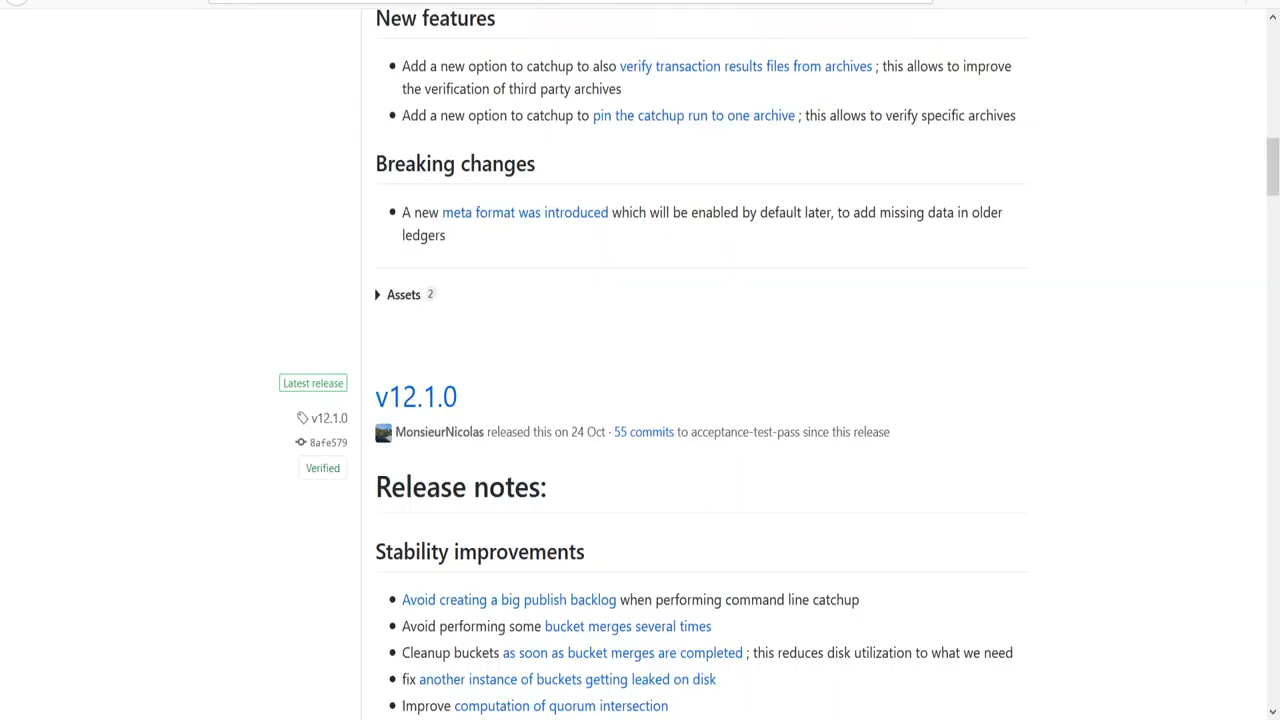 New features
• Add a new option to catchup to also verify transaction results files from archives ; this allows to improve
the verification of third party archives
• Add a new option to catchup to pin the catchup run to one archive ; this allows to verify specific archives
Breaking changes
• A new meta format was introduced which will be enabled by default later, to add missing data in older
ledgers
Assets 2
Latest release
v12.1.0
8afe579
Verified
v12.1.0
MonsieurNicolas released this on 24 Oct · 55 commits to acceptance-test-pass since this release
Release notes:
Stability improvements
• Avoid creating a big publish backlog when performing command line catchup
• Avoid performing some bucket merges several times
• Cleanup buckets as soon as bucket merges are completed ; this reduces disk utilization to what we need
• fix another instance of buckets getting leaked on disk
• Improve computation of quorum intersection